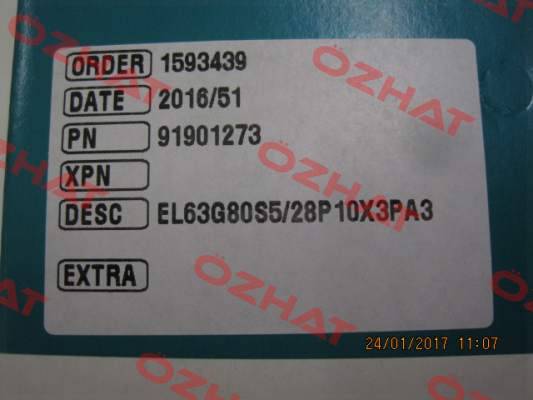 ORDER 1593439
DATE 2016/51
PN 91901273
XPN
DESC EL63G80S5/28P10X3PA3
EXTRA
24/01/2017 11:07
ÖZHAT
ÖZHAT
ÖZHAT
ÖZHAT
ÖZHAT
ÖZHAT